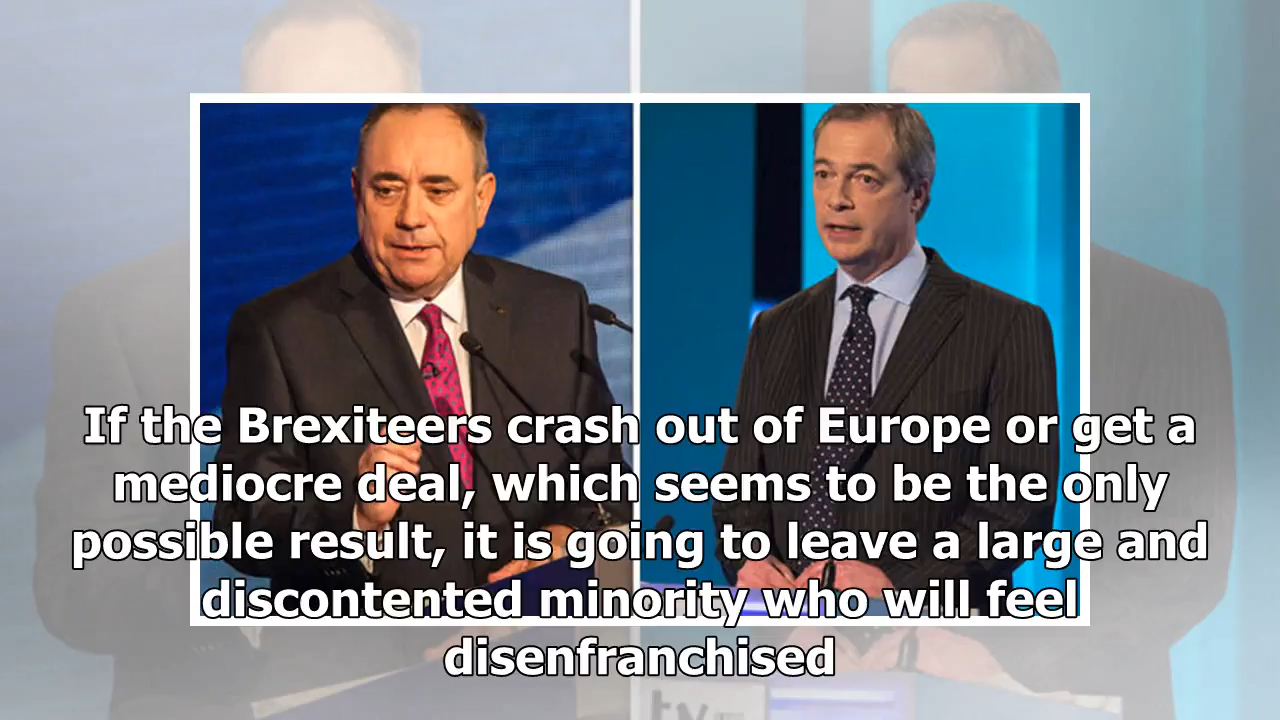 If the Brexiteers crash out of Europe or get a
mediocre deal, which seems to be the only
possible result, it is going to leave a large and
discontented minority who will feel
disenfranchised
tv